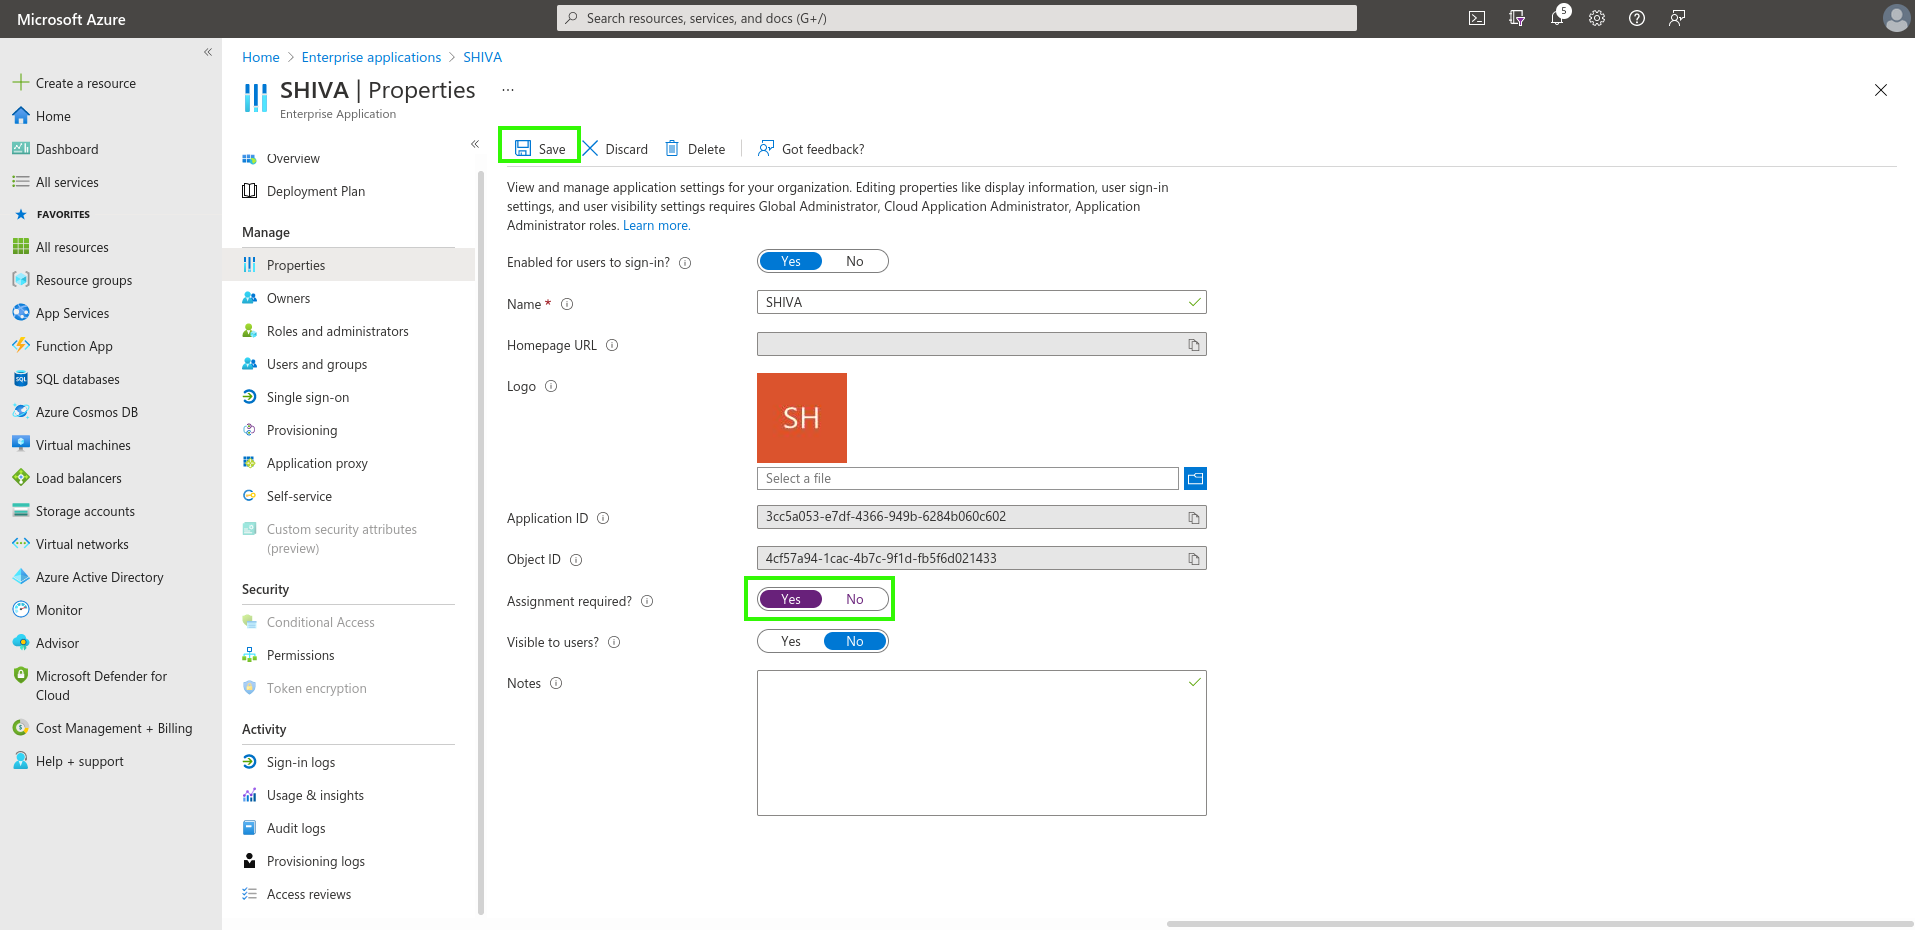 Microsoft Azure
Search resources, services, and docs (G+/)
5
Create a resource
Home
Dashboard
All services
FAVORITES
All resources
Resource groups
App Services
Function App
SQL
SQL databases
Azure Cosmos DB
Virtual machines
Load balancers
Storage accounts
Virtual networks
Azure Active Directory
Monitor
Advisor
Microsoft Defender for
Cloud
Cost Management + Billing
Help + support
Home > Enterprise applications > SHIVA
SHIVA | Properties ...
Enterprise Application
Overview
Deployment Plan
Manage
Properties
Owners
Roles and administrators
Users and groups
Single sign-on
Provisioning
Application proxy
Self-service
Custom security attributes
(preview)
Security
Conditional Access
Permissions
Token encryption
Activity
Sign-in logs
Usage & insights
Audit logs
Provisioning logs
Access reviews
Save Discard Delete Got feedback?
View and manage application settings for your organization. Editing properties like display information, user sign-in
settings, and user visibility settings requires Global Administrator, Cloud Application Administrator, Application
Administrator roles. Learn more.
Enabled for users to sign-in? Yes No
Name * SHIVA
Homepage URL
Logo
SH
Select a file
Application ID 3cc5a053-e7df-4366-949b-6284b060c602
Object ID 4cf57a94-1cac-4b7c-9f1d-fb5f6d021433
Assignment required? Yes No
Visible to users? Yes No
Notes